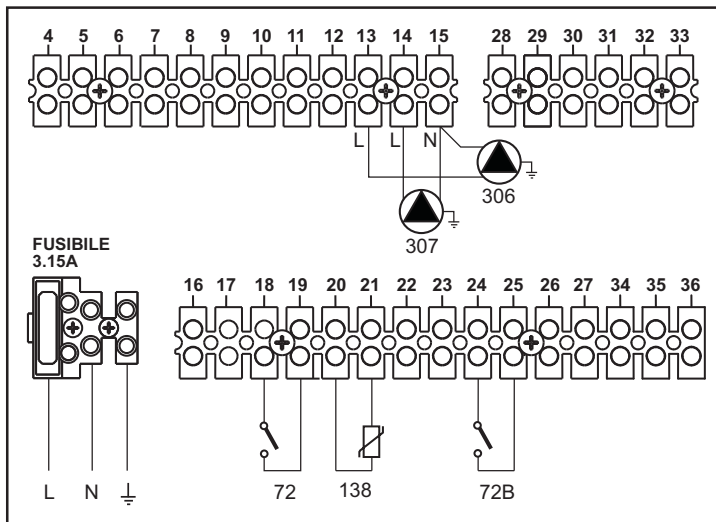 4 5 6 7 8 9 10 11 12 13 14 15 28 29 30 31 32 33
L L N
306
307
FUSIBILE
3.15A
16 17 18 19 20 21 22 23 24 25 26 27 34 35 36
L N
72 138 72B